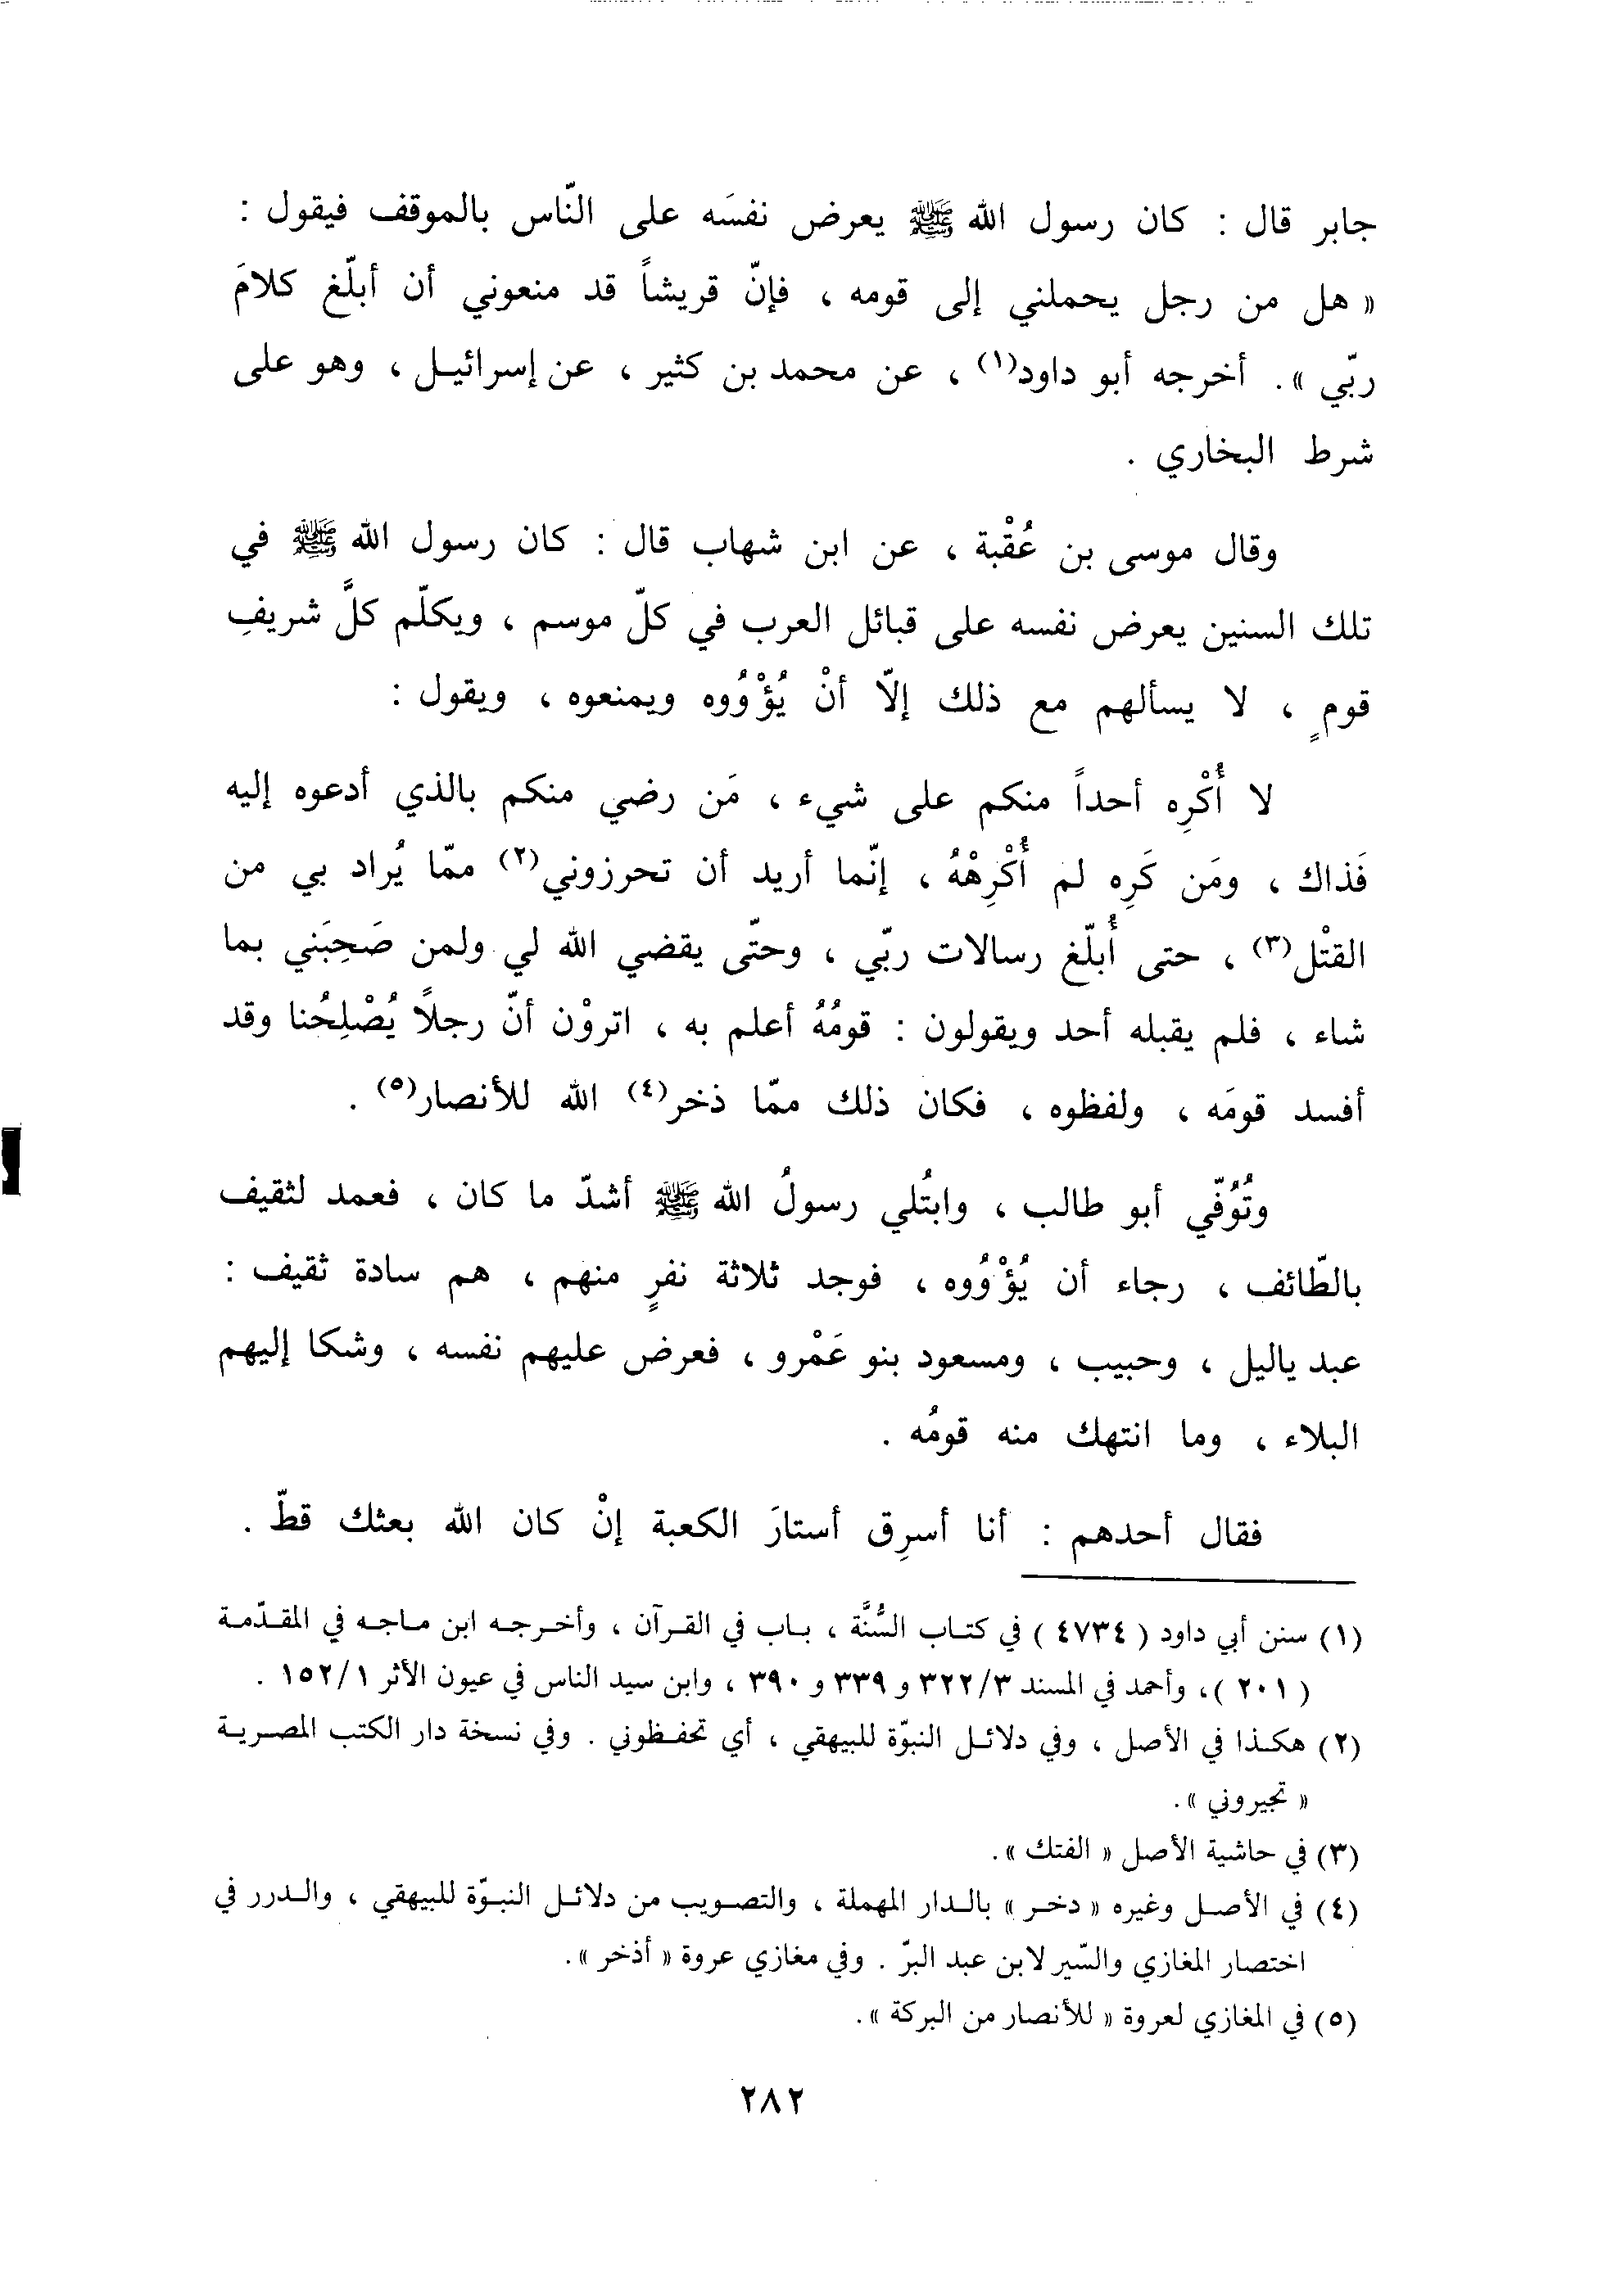 جابر قال : كان رسول الله ﷺ يعرض نفسَه على النّاس بالموقف فيقول :
« هل من رجل يحملني إلى قومه ، فإنّ قريشاً قد منعوني أن أبلّغ كلامَ
ربّي ». أخرجه أبو داود(١) ، عن محمد بن كثير ، عن إسرائيل ، وهو على
شرط البخاري .
وقال موسى بن عُقْبة ، عن ابن شهاب قال : كان رسول الله ﷺ في
تلك السنين يعرض نفسه على قبائل العرب في كلّ موسم ، ويكلّم كلَّ شريفِ
قومٍ ، لا يسألهم مع ذلك إلّا أنْ يُؤْوُوه ويمنعوه ، ويقول :
لا أُكْرِه أحداً منكم على شيء ، مَن رضي منكم بالذي أدعوه إليه
فَذاك ، ومَن كَرِه لم أُكْرِهْهُ ، إنّما أريد أن تحرزوني(٢) ممّا يُراد بي من
القتْل(٣) ، حتى أُبلّغ رسالات ربّي ، وحتّى يقضي الله لي ولمن صَحِبَني بما
شاء ، فلم يقبله أحد ويقولون : قومُهُ أعلم به ، اتروْن أنّ رجلاً يُصْلِحُنا وقد
أفسد قومَه ، ولفظوه ، فكان ذلك ممّا ذخر(٤) الله للأنصار(٥) .
وتُوُفّي أبو طالب ، وابتُلي رسولُ الله ﷺ أشدّ ما كان ، فعمد لثقيف
بالطّائف ، رجاء أن يُؤْوُوه ، فوجد ثلاثة نفرٍ منهم ، هم سادة ثقيف :
عبد ياليل ، وحبيب ، ومسعود بنو عَمْرو ، فعرض عليهم نفسه ، وشكا إليهم
البلاء ، وما انتهك منه قومُه .
فقال أحدهم : أنا أسرِق أستارَ الكعبة إنْ كان الله بعثك قطّ .
(١) سنن أبي داود ( ٤٧٣٤ ) في كتاب السُّنَّة ، باب في القرآن ، وأخرجه ابن ماجه في المقدّمة
( ٢٠١ )، وأحمد في المسند ٣٢٢/٣ و ٣٣٩ و ٣٩٠ ، وابن سيد الناس في عيون الأثر ١٥٢/١ .
(٢) هكذا في الأصل ، وفي دلائل النبوّة للبيهقي ، أي تحفظوني . وفي نسخة دار الكتب المصرية
« تجيروني ».
(٣) في حاشية الأصل « الفتك ».
(٤) في الأصل وغيره « دخر » بالدار المهملة ، والتصويب من دلائل النبوّة للبيهقي ، والدرر في
اختصار المغازي والسّير لابن عبد البرّ . وفي مغازي عروة « أذخر ».
(٥) في المغازي لعروة « للأنصار من البركة ».
٢٨٢